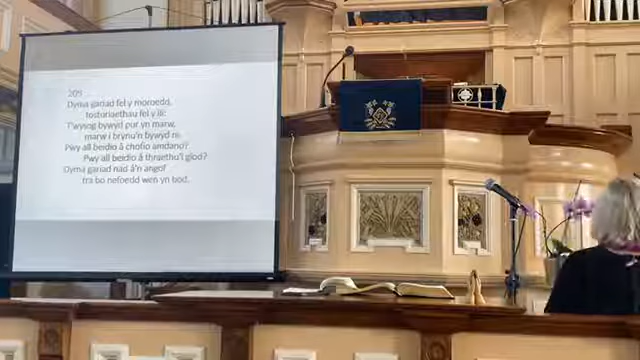 209
Dyma gariad fel y moroedd,
tosturiaethau fel y lli:
T'wysog bywyd pur yn marw,
marw i brynu'n bywyd ni.
Pwy all beidio â chofio amdano?
Pwy all beidio â thraethu'i glod?
Dyma gariad nad â'n angof
tra bo nefoedd wen yn bod.